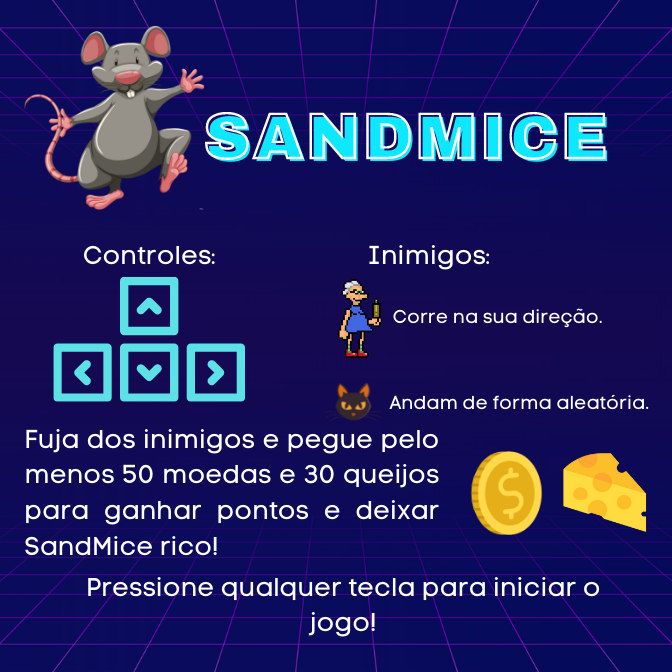 SANDMICE
Controles:
Inimigos:
Corre na sua direção.
Andam de forma aleatória.
Fuja dos inimigos e pegue pelo
menos 50 moedas e 30 queijos
para ganhar pontos e deixar
SandMice rico!
Pressione qualquer tecla para iniciar o
jogo!